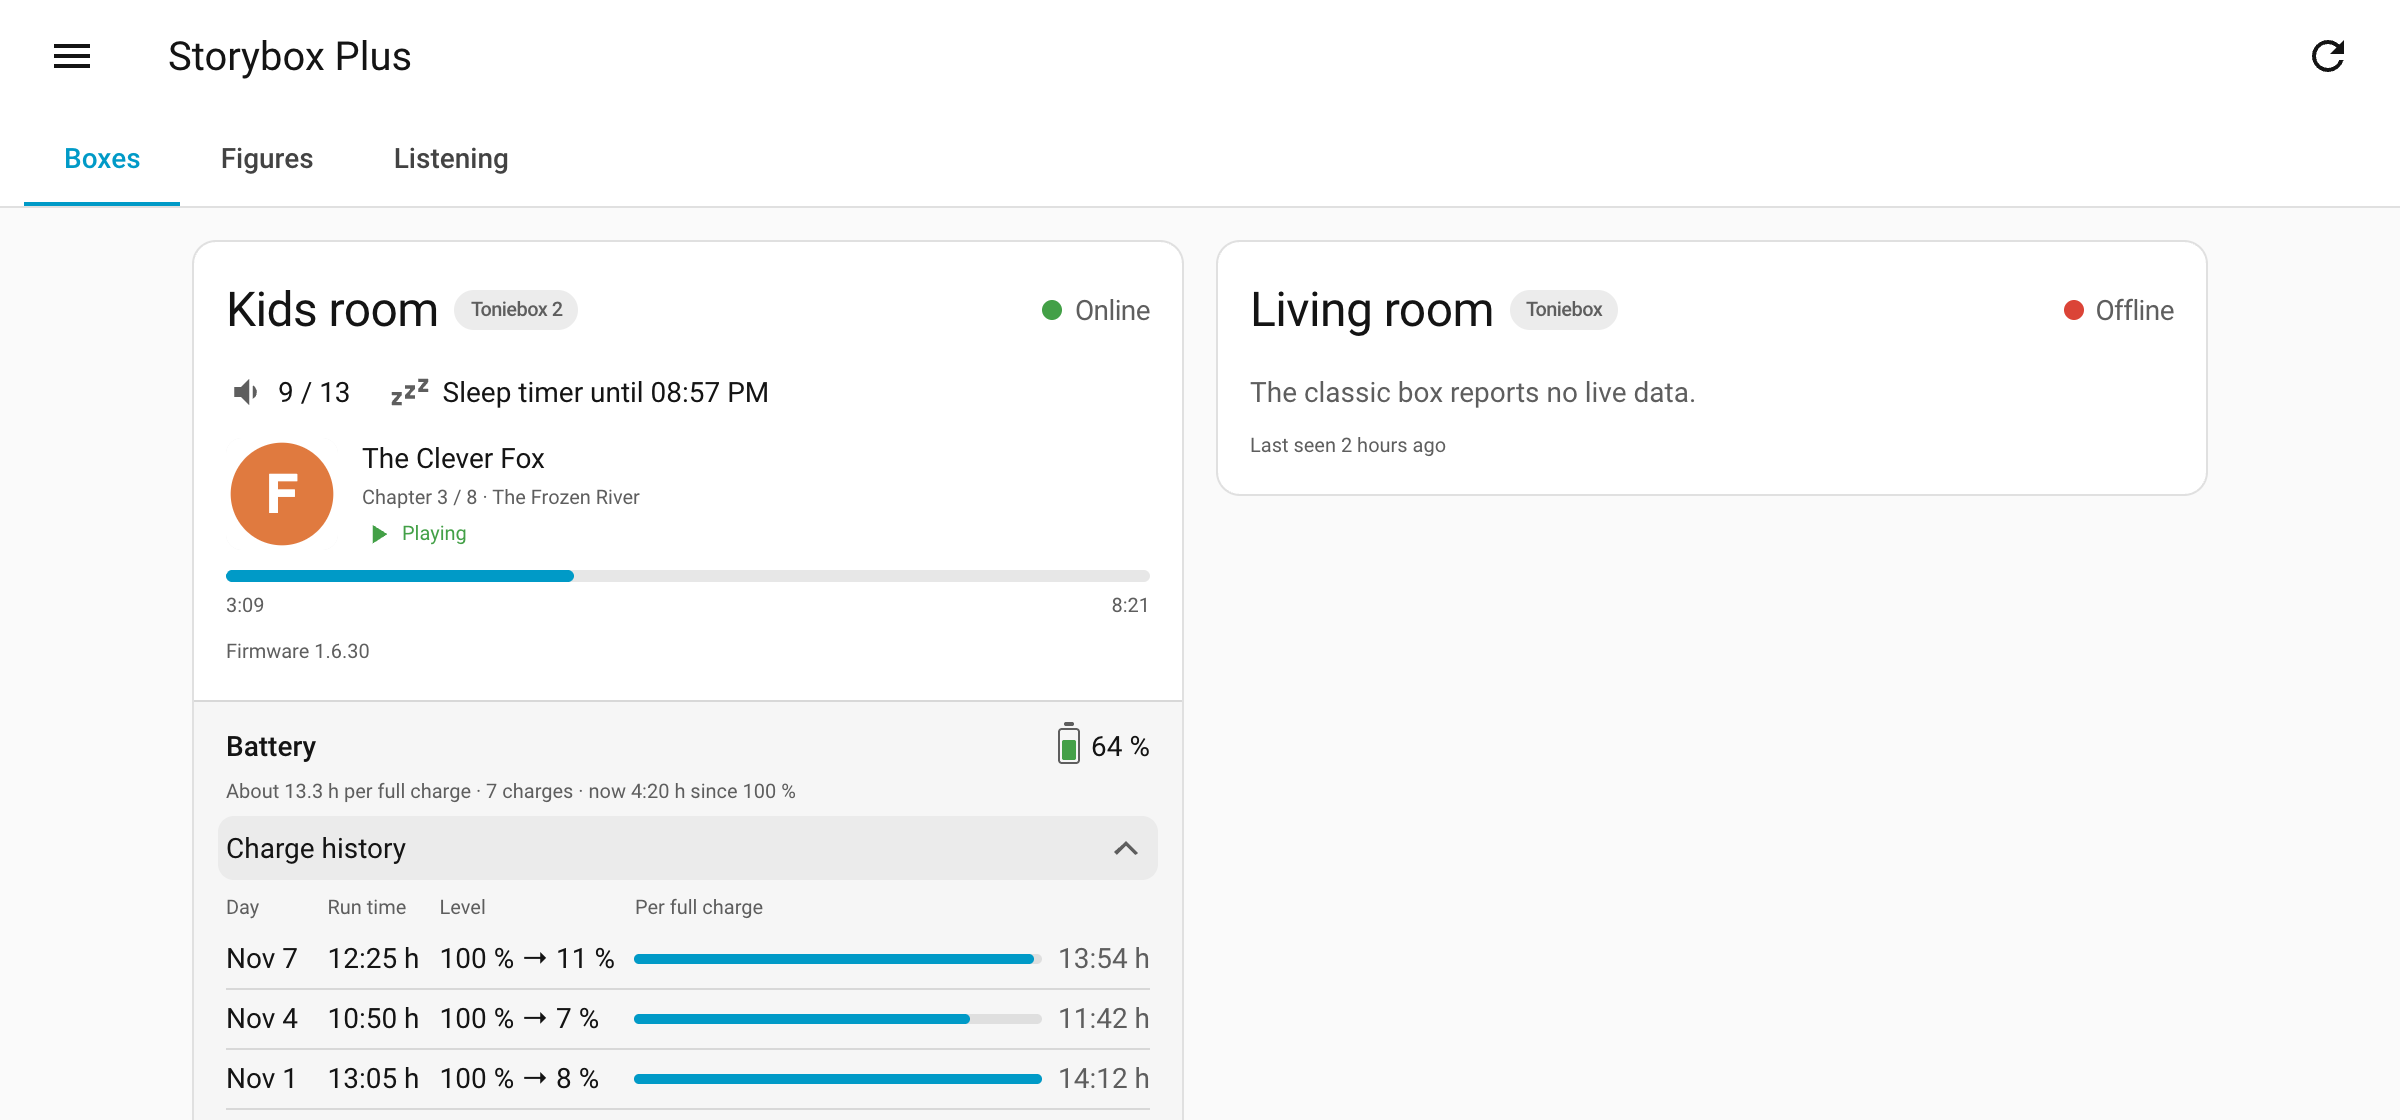 Storybox Plus
Boxes Figures Listening
Kids room Toniebox 2 Online
9 / 13 zzz Sleep timer until 08:57 PM
F
The Clever Fox
Chapter 3 / 8 · The Frozen River
Playing
3:09 8:21
Firmware 1.6.30
Battery 64 %
About 13.3 h per full charge · 7 charges · now 4:20 h since 100 %
Charge history
Day Run time Level Per full charge
Nov 7 12:25 h 100 % → 11 % 13:54 h
Nov 4 10:50 h 100 % → 7 % 11:42 h
Nov 1 13:05 h 100 % → 8 % 14:12 h
Living room Toniebox Offline
The classic box reports no live data.
Last seen 2 hours ago